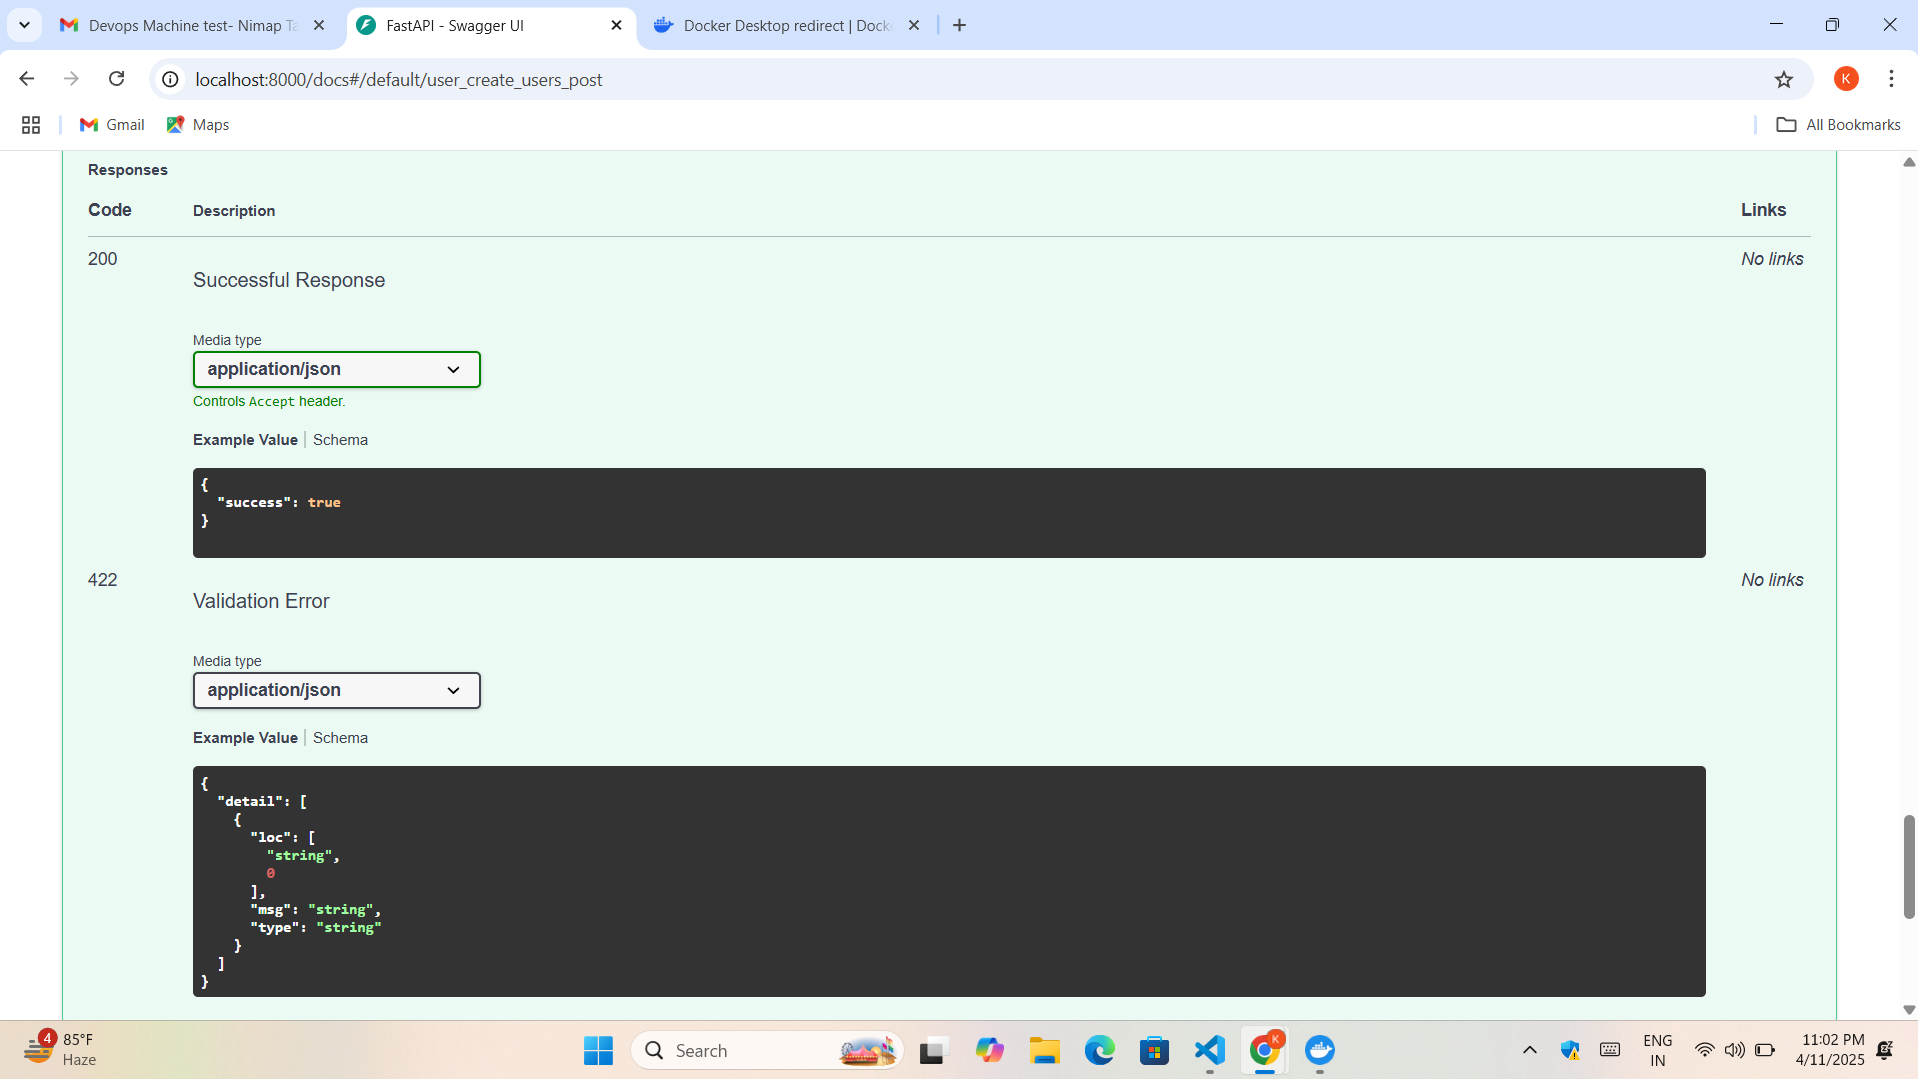 Devops Machine test- Nimap Ta
FastAPI - Swagger UI
Docker Desktop redirect | Docke
localhost:8000/docs#/default/user_create_users_post
K
Gmail
Maps
All Bookmarks
Responses
Code
Description
Links
200
Successful Response
No links
Media type
application/json
Controls Accept header.
Example Value
Schema
{
"success": true
}
422
Validation Error
No links
Media type
application/json
Example Value
Schema
{
"detail": [
{
"loc": [
"string",
0
],
"msg": "string",
"type": "string"
}
]
}
4
85°F
Haze
Search
K
ENG
IN
11:02 PM
4/11/2025